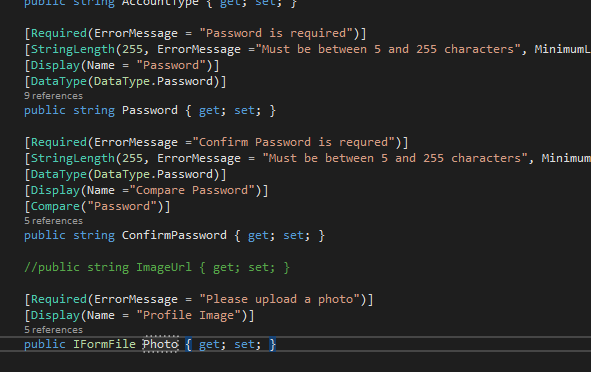 public string AccountType { get; set; }
[Required(ErrorMessage = "Password is required")]
[StringLength(255, ErrorMessage ="Must be between 5 and 255 characters", MinimumL
[Display(Name = "Password")]
[DataType(DataType.Password)]
9 references
public string Password { get; set; }
[Required(ErrorMessage ="Confirm Password is requred")]
[StringLength(255, ErrorMessage = "Must be between 5 and 255 characters", Minimum
[DataType(DataType.Password)]
[Display(Name ="Compare Password")]
[Compare("Password")]
5 references
public string ConfirmPassword { get; set; }
//public string ImageUrl { get; set; }
[Required(ErrorMessage = "Please upload a photo")]
[Display(Name = "Profile Image")]
5 references
public IFormFile Photo { get; set; }